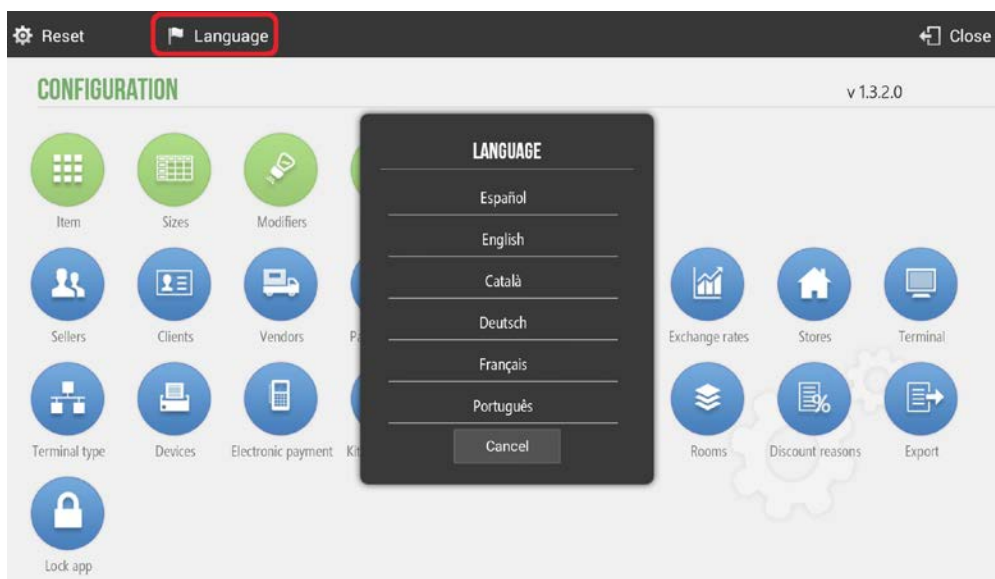 Reset
Language
Close
CONFIGURATION
v 1.3.2.0
LANGUAGE
Español
English
Català
Deutsch
Français
Português
Cancel
Item
Sizes
Modifiers
Sellers
Clients
Vendors
Exchange rates
Stores
Terminal
Terminal type
Devices
Electronic payment
Rooms
Discount reasons
Export
Lock app